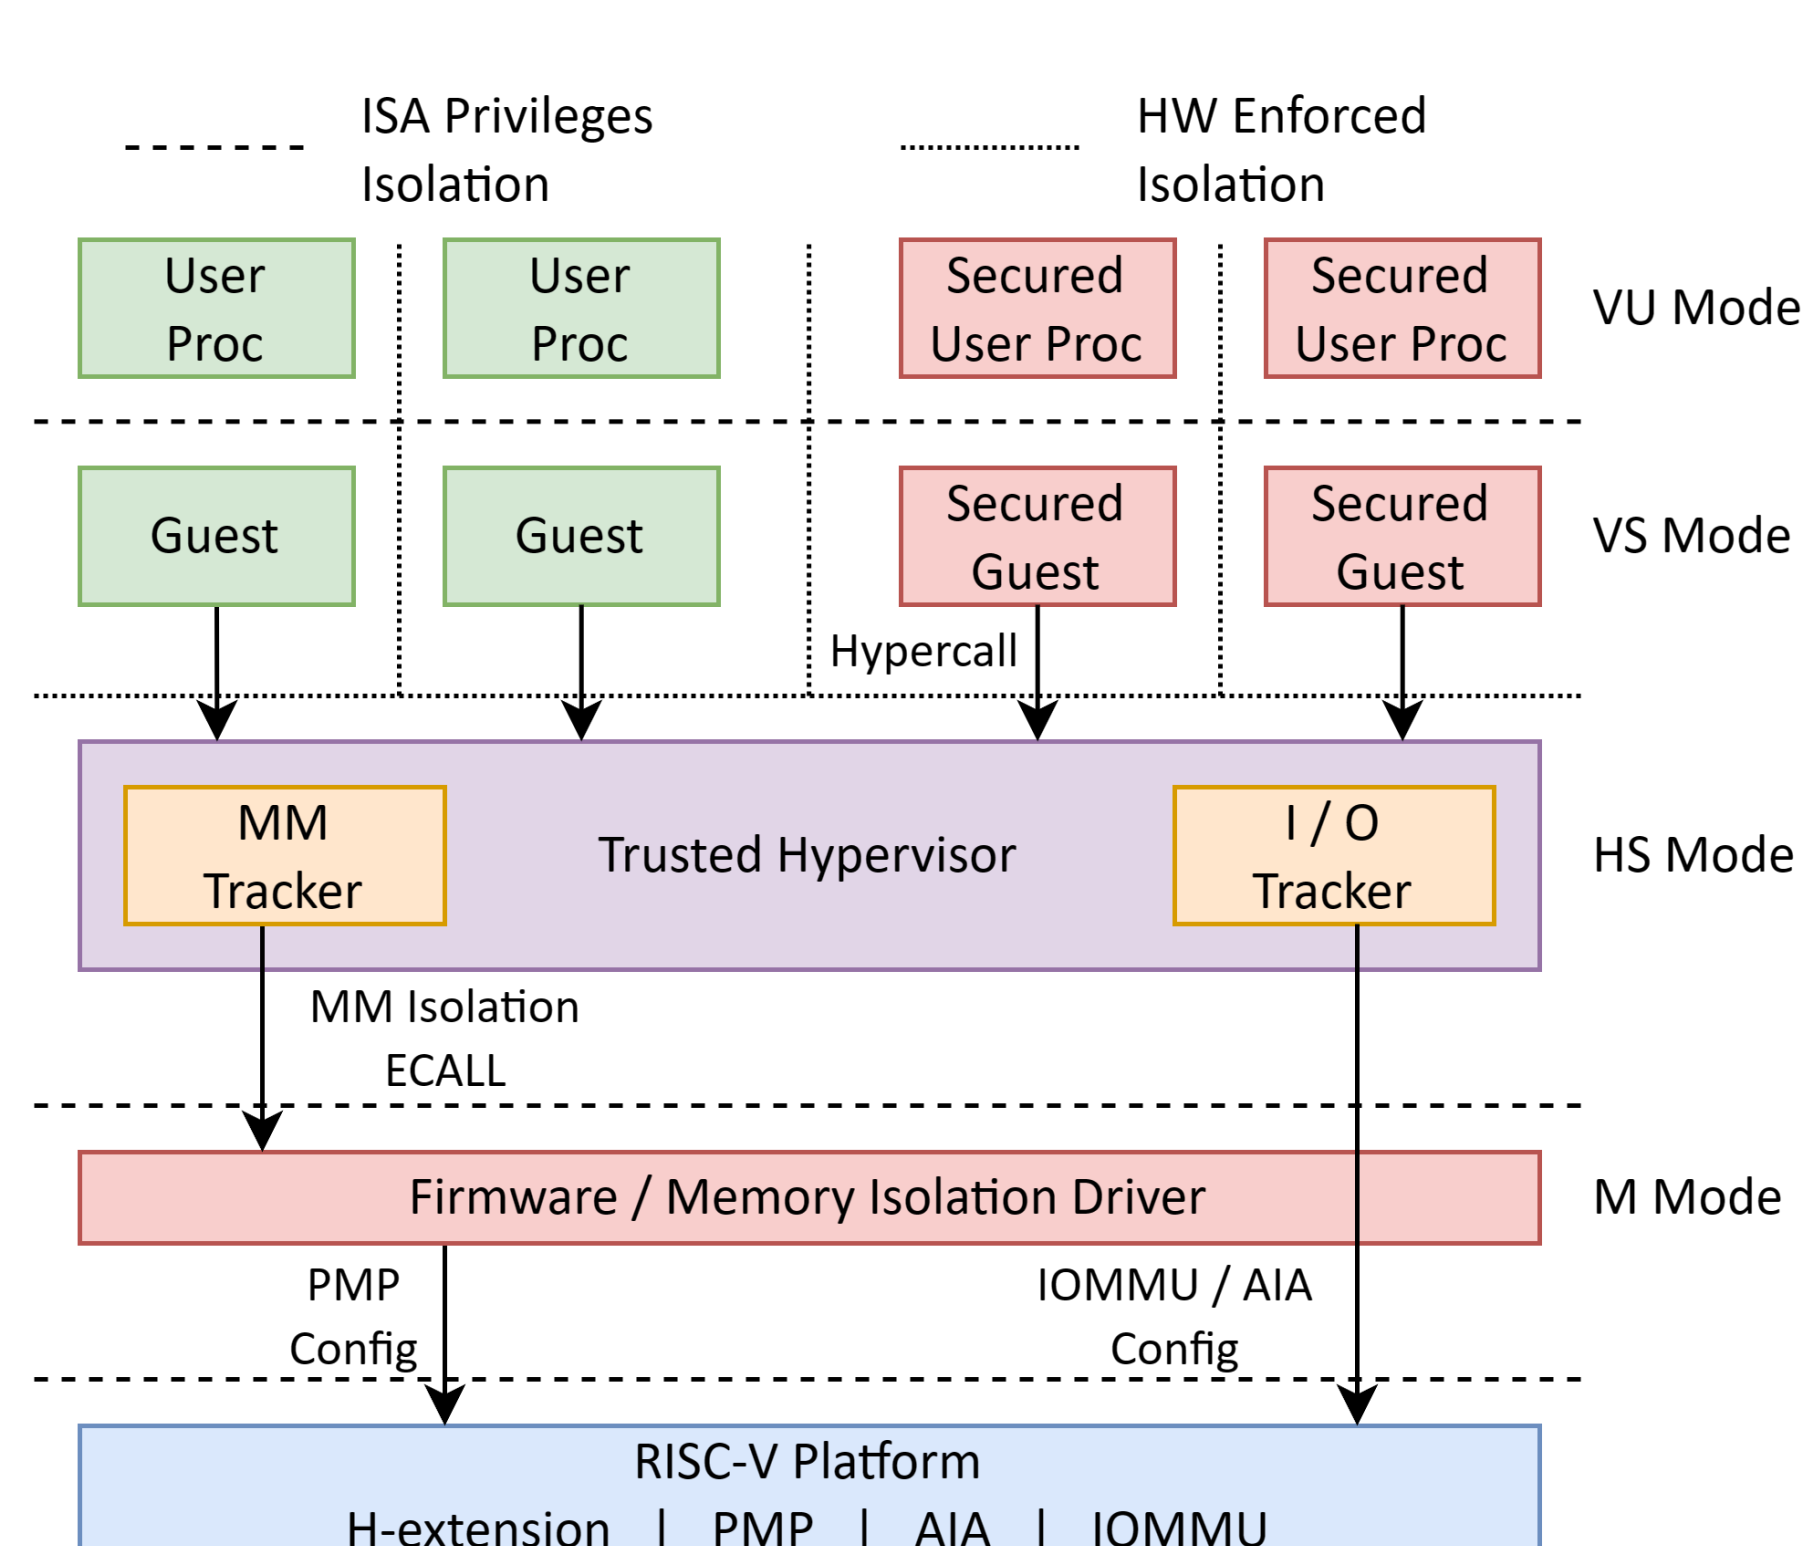 ISA Privileges
Isolation
HW Enforced
Isolation
User
Proc
User
Proc
Secured
User Proc
Secured
User Proc
VU Mode
Guest
Guest
Secured
Guest
Secured
Guest
VS Mode
Hypercall
MM
Tracker
Trusted Hypervisor
I / O
Tracker
HS Mode
MM Isolation
ECALL
Firmware / Memory Isolation Driver
M Mode
PMP
Config
IOMMU / AIA
Config
RISC-V Platform
H-extension | PMP | AIA | IOMMU